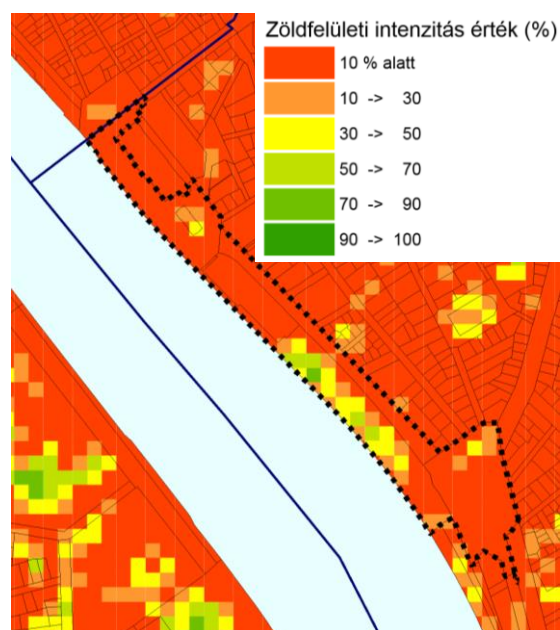 Zöldfelületi intenzitás érték (%)
10 % alatt
10 -> 30
30 -> 50
50 -> 70
70 -> 90
90 -> 100